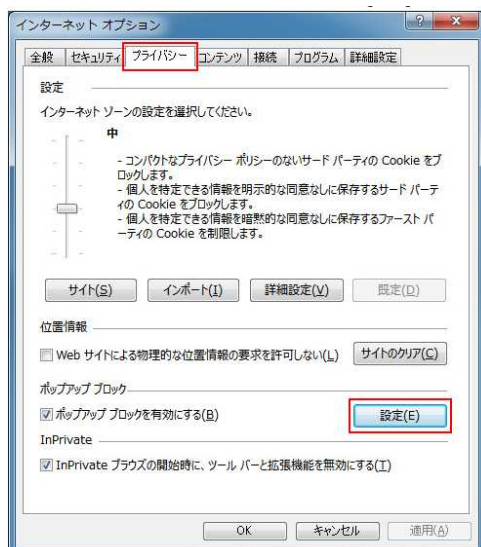 インターネット オプション
全般 セキュリティ プライバシー コンテンツ 接続 プログラム 詳細設定
設定
インターネット ゾーンの設定を選択してください。
中
- コンパクトなプライバシー ポリシーのないサード パーティの Cookie をブ
ロックします。
- 個人を特定できる情報を明示的な同意なしに保存するサード パーテ
ィの Cookie をブロックします。
- 個人を特定できる情報を暗黙的な同意なしに保存するファースト パ
ーティの Cookie を制限します。
サイト(S) インポート(I) 詳細設定(V) 既定(D)
位置情報
Web サイトによる物理的な位置情報の要求を許可しない(L) サイトのクリア(C)
ポップアップ ブロック
ポップアップ ブロックを有効にする(B) 設定(E)
InPrivate
InPrivate ブラウズの開始時に、ツール バーと拡張機能を無効にする(T)
OK キャンセル 適用(A)